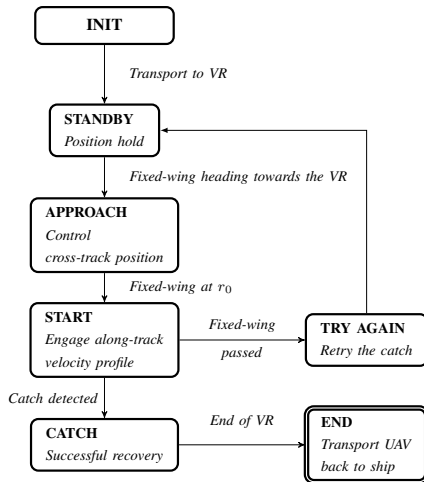 INIT
Transport to VR
STANDBY
Position hold
Fixed-wing heading towards the VR
APPROACH
Control
cross-track position
Fixed-wing at r0
START
Engage along-track
velocity profile
Fixed-wing
passed
TRY AGAIN
Retry the catch
Catch detected
CATCH
Successful recovery
End of VR
END
Transport UAV
back to ship